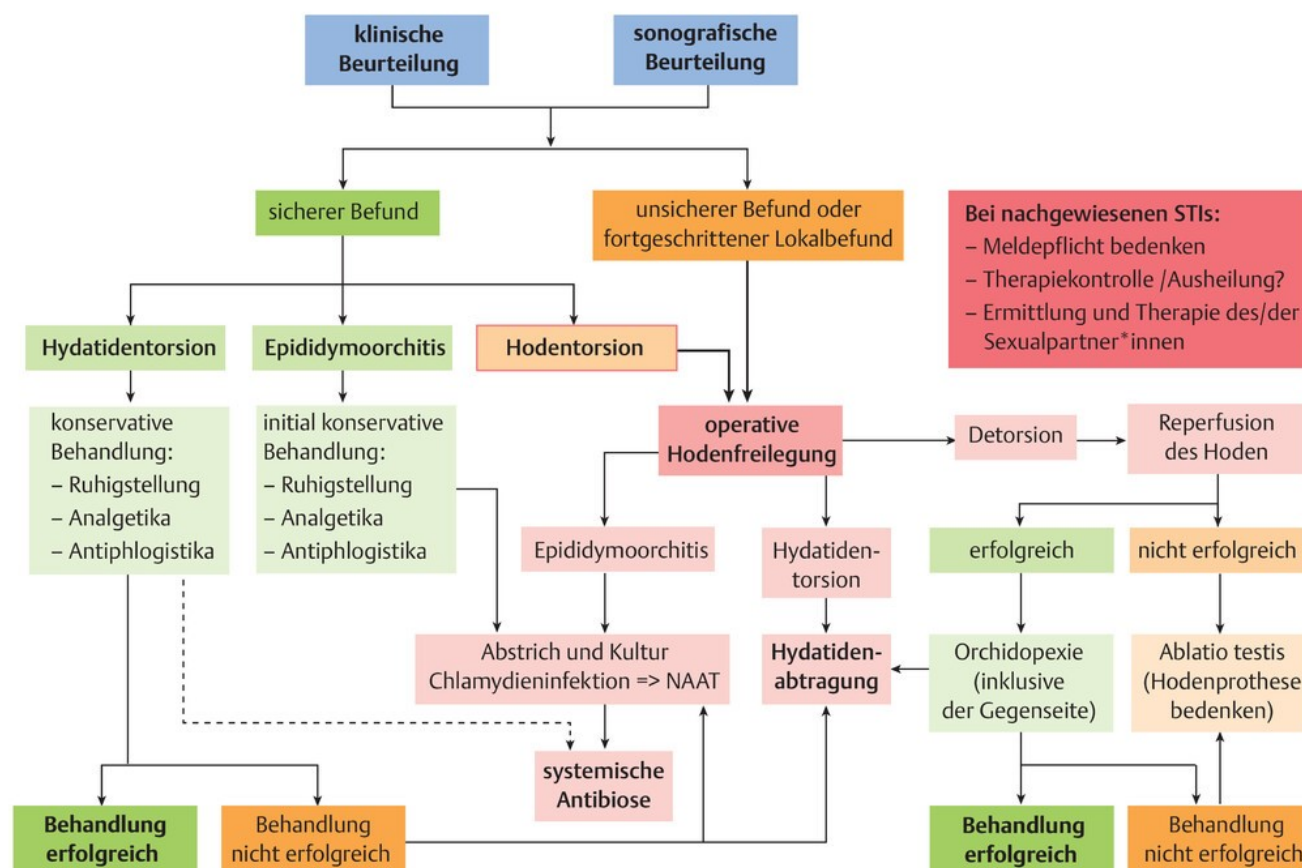 klinische
Beurteilung
sonografische
Beurteilung
sicherer Befund
unsicherer Befund oder
fortgeschrittener Lokalbefund
Bei nachgewiesenen STIs:
– Meldepflicht bedenken
– Therapiekontrolle /Ausheilung?
– Ermittlung und Therapie des/der
Sexualpartner*innen
Hydatidentorsion
Epididymoorchitis
Hodentorsion
konservative
Behandlung:
– Ruhigstellung
– Analgetika
– Antiphlogistika
initial konservative
Behandlung:
– Ruhigstellung
– Analgetika
– Antiphlogistika
operative
Hodenfreilegung
Detorsion
Reperfusion
des Hoden
Epididymoorchitis
Hydatiden-
torsion
erfolgreich
nicht erfolgreich
Abstrich und Kultur
Chlamydieninfektion => NAAT
Hydatiden-
abtragung
Orchidopexie
(inklusive
der Gegenseite)
Ablatio testis
(Hodenprothese
bedenken)
systemische
Antibiose
Behandlung
erfolgreich
Behandlung
nicht erfolgreich
Behandlung
erfolgreich
Behandlung
nicht erfolgreich